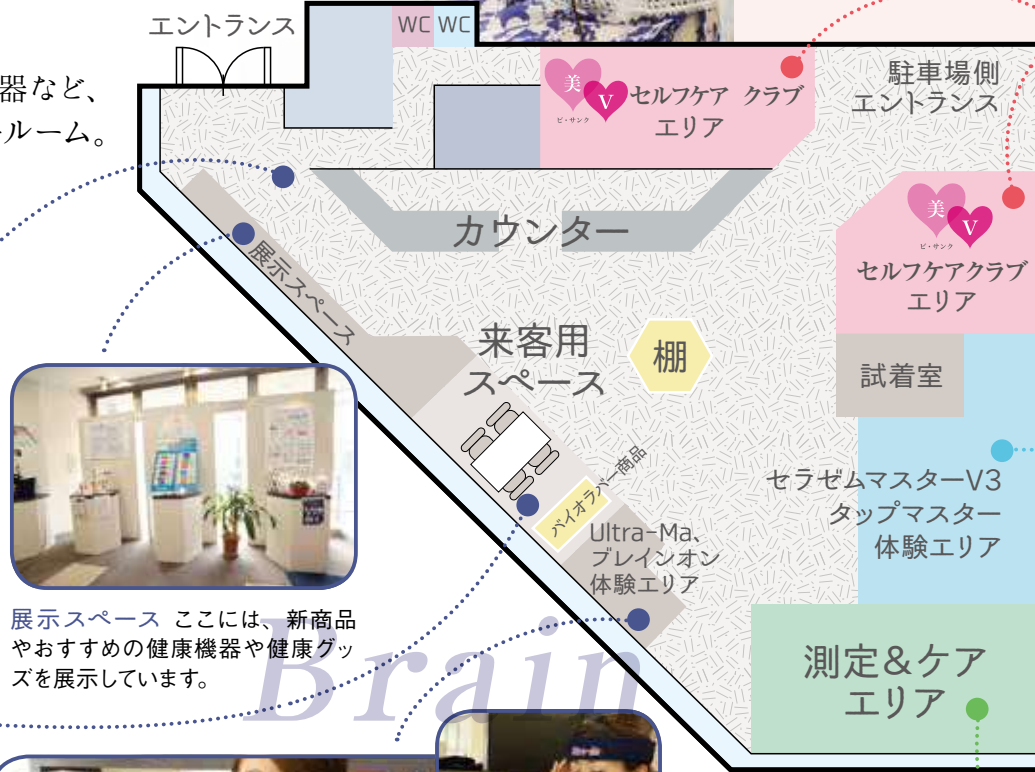 エントランス
WC WC
器など、
ルーム。
美 V
ビ・サンク
セルフケア クラブ
エリア
駐車場側
エントランス
美 V
ビ・サンク
セルフケアクラブ
エリア
カウンター
展示スペース
来客用
スペース
棚
試着室
バイオラバー商品
セラゼムマスターV3
タップマスター
体験エリア
Ultra-Ma、
ブレインオン
体験エリア
展示スペース ここには、新商品
やおすすめの健康機器や健康グッ
ズを展示しています。
Brain
測定&ケア
エリア